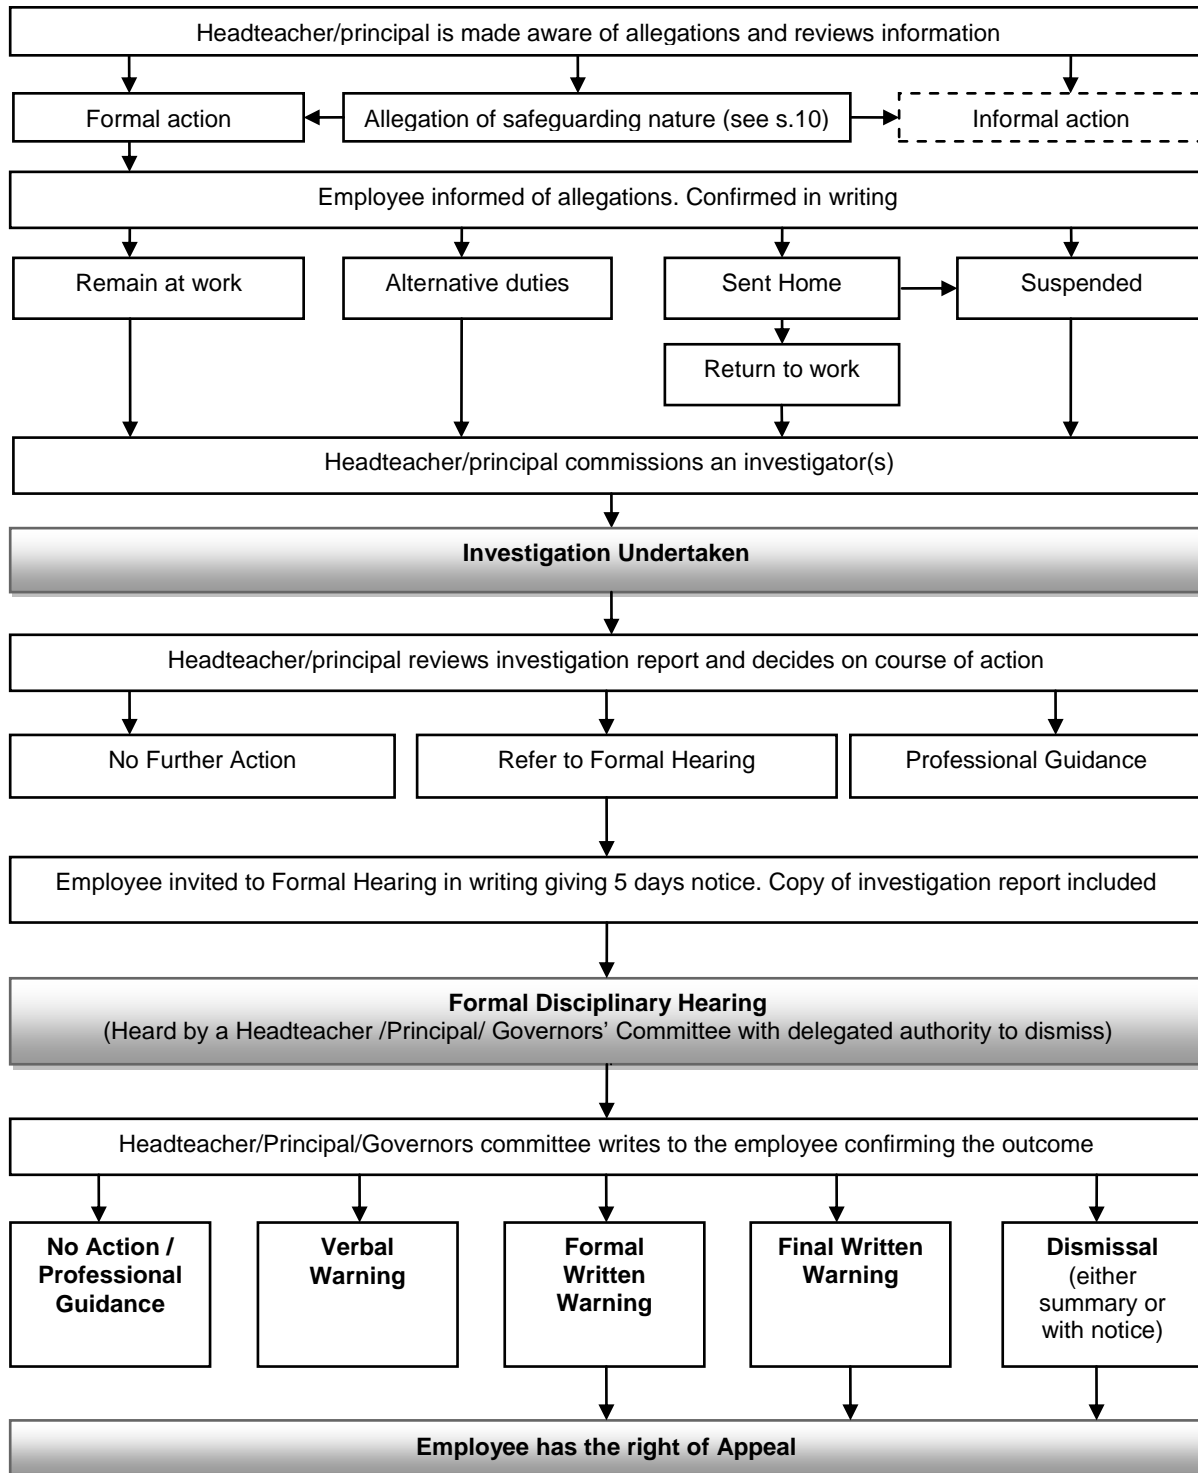 Headteacher/principal is made aware of allegations and reviews information
Formal action
Allegation of safeguarding nature (see s.10)
Informal action
Employee informed of allegations. Confirmed in writing
Remain at work
Alternative duties
Sent Home
Suspended
Return to work
Headteacher/principal commissions an investigator(s)
Investigation Undertaken
Headteacher/principal reviews investigation report and decides on course of action
No Further Action
Refer to Formal Hearing
Professional Guidance
Employee invited to Formal Hearing in writing giving 5 days notice. Copy of investigation report included
Formal Disciplinary Hearing
(Heard by a Headteacher /Principal/ Governors’ Committee with delegated authority to dismiss)
Headteacher/Principal/Governors committee writes to the employee confirming the outcome
No Action /
Professional
Guidance
Verbal
Warning
Formal
Written
Warning
Final Written
Warning
Dismissal
(either
summary or
with notice)
Employee has the right of Appeal